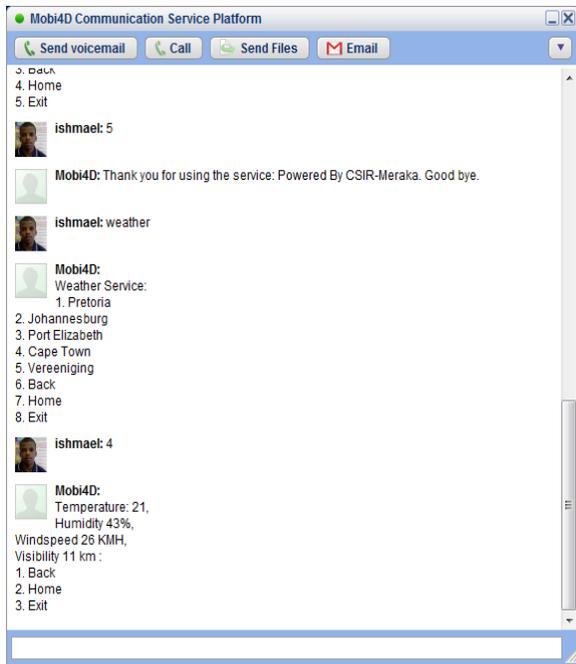 Mobi4D Communication Service Platform
Send voicemail Call Send Files Email
3. Back
4. Home
5. Exit
ishmael: 5
Mobi4D: Thank you for using the service: Powered By CSIR-Meraka. Good bye.
ishmael: weather
Mobi4D:
Weather Service:
1. Pretoria
2. Johannesburg
3. Port Elizabeth
4. Cape Town
5. Vereeniging
6. Back
7. Home
8. Exit
ishmael: 4
Mobi4D:
Temperature: 21,
Humidity 43%,
Windspeed 26 KMH,
Visibility 11 km :
1. Back
2. Home
3. Exit